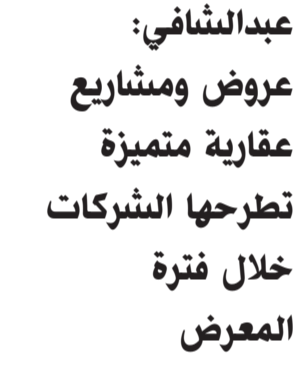 عبدالشافي:
عروض ومشاريع
عقارية متميزة
تطرحها الشركات
خلال فترة
المعرض